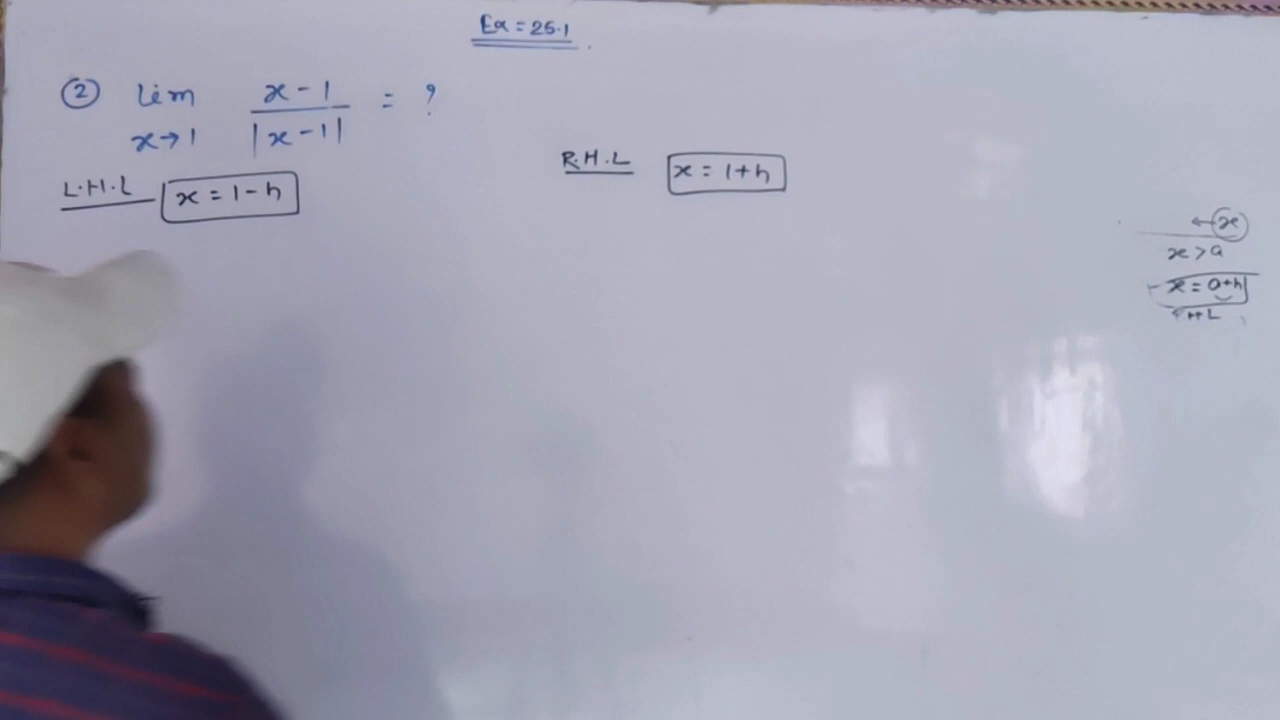 Ex = 25.1
② lim x→1 x-1 / |x-1| = ?
L.H.L x = 1-h
R.H.L x = 1+h
←x
x>a
x = a+h